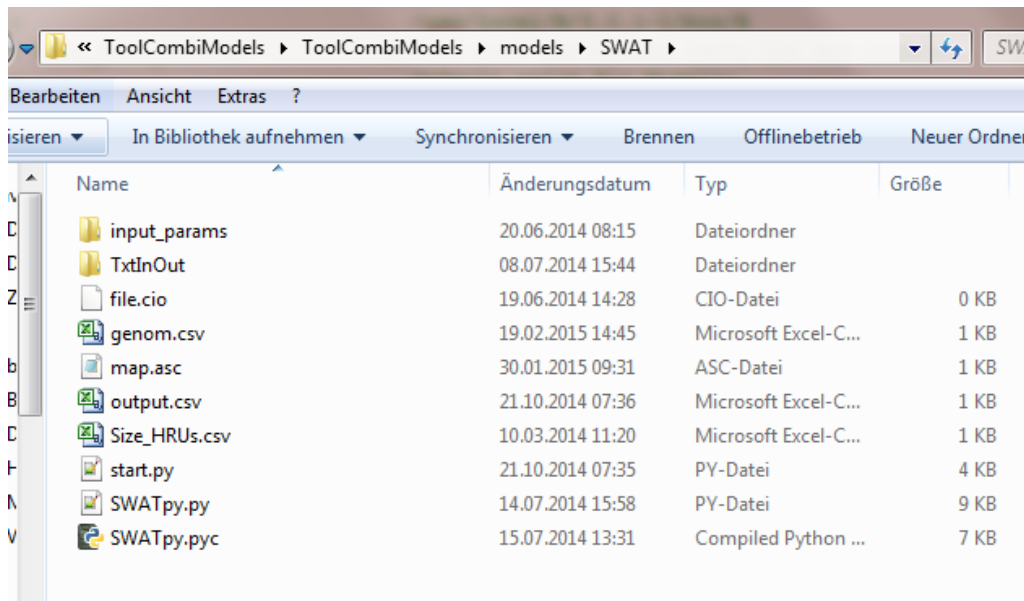 « ToolCombiModels ▸ ToolCombiModels ▸ models ▸ SWAT ▸
Bearbeiten Ansicht Extras ?
In Bibliothek aufnehmen Synchronisieren Brennen Offlinebetrieb Neuer Ordner
Name Änderungsdatum Typ Größe
input_params 20.06.2014 08:15 Dateiordner
TxtInOut 08.07.2014 15:44 Dateiordner
file.cio 19.06.2014 14:28 CIO-Datei 0 KB
genom.csv 19.02.2015 14:45 Microsoft Excel-C... 1 KB
map.asc 30.01.2015 09:31 ASC-Datei 1 KB
output.csv 21.10.2014 07:36 Microsoft Excel-C... 1 KB
Size_HRUs.csv 10.03.2014 11:20 Microsoft Excel-C... 1 KB
start.py 21.10.2014 07:35 PY-Datei 4 KB
SWATpy.py 14.07.2014 15:58 PY-Datei 9 KB
SWATpy.pyc 15.07.2014 13:31 Compiled Python ... 7 KB